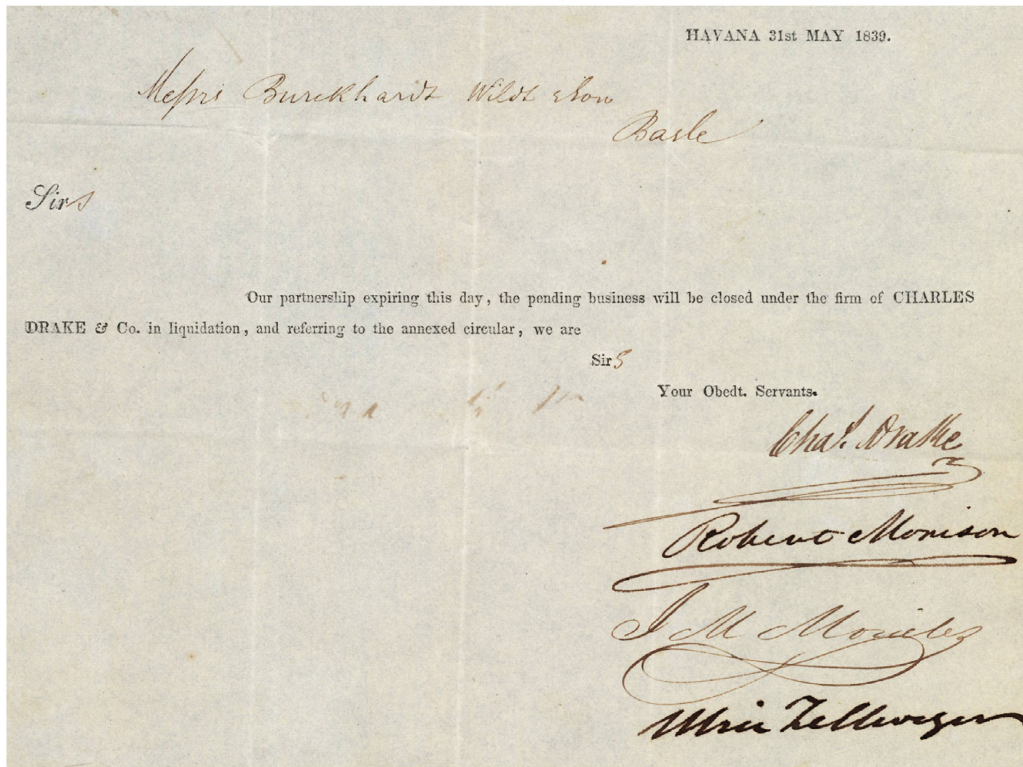 HAVANA 31st MAY 1839.
Messrs Burckhardt Wildt & Son
Basle
Sirs
Our partnership expiring this day, the pending business will be closed under the firm of CHARLES
DRAKE & Co. in liquidation, and referring to the annexed circular, we are
Sirs
Your Obedt. Servants.
Chas. Drake
Robert Morison
J M Morales
Ulric Zellweger